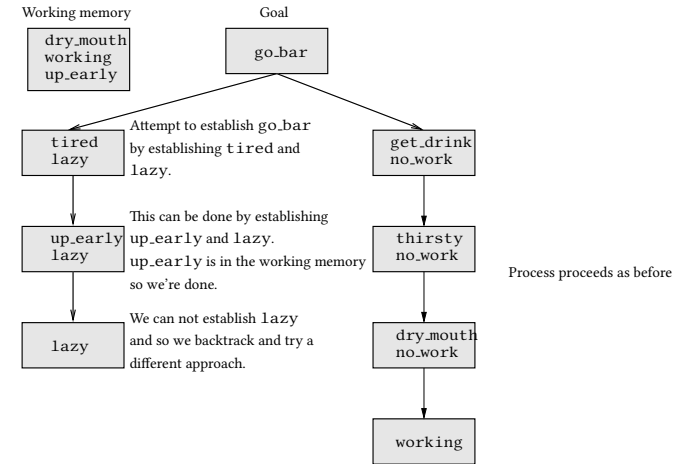 Working memory
Goal
dry_mouth
working
up_early
go_bar
tired
lazy
Attempt to establish go_bar
by establishing tired and
lazy.
get_drink
no_work
up_early
lazy
This can be done by establishing
up_early and lazy.
up_early is in the working memory
so we're done.
thirsty
no_work
Process proceeds as before
lazy
We can not establish lazy
and so we backtrack and try a
different approach.
dry_mouth
no_work
working